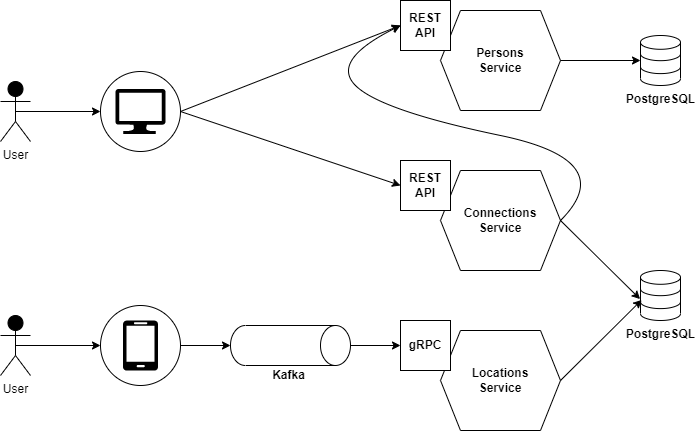 REST
API
Persons
Service
PostgreSQL
User
REST
API
Connections
Service
PostgreSQL
User
Kafka
gRPC
Locations
Service